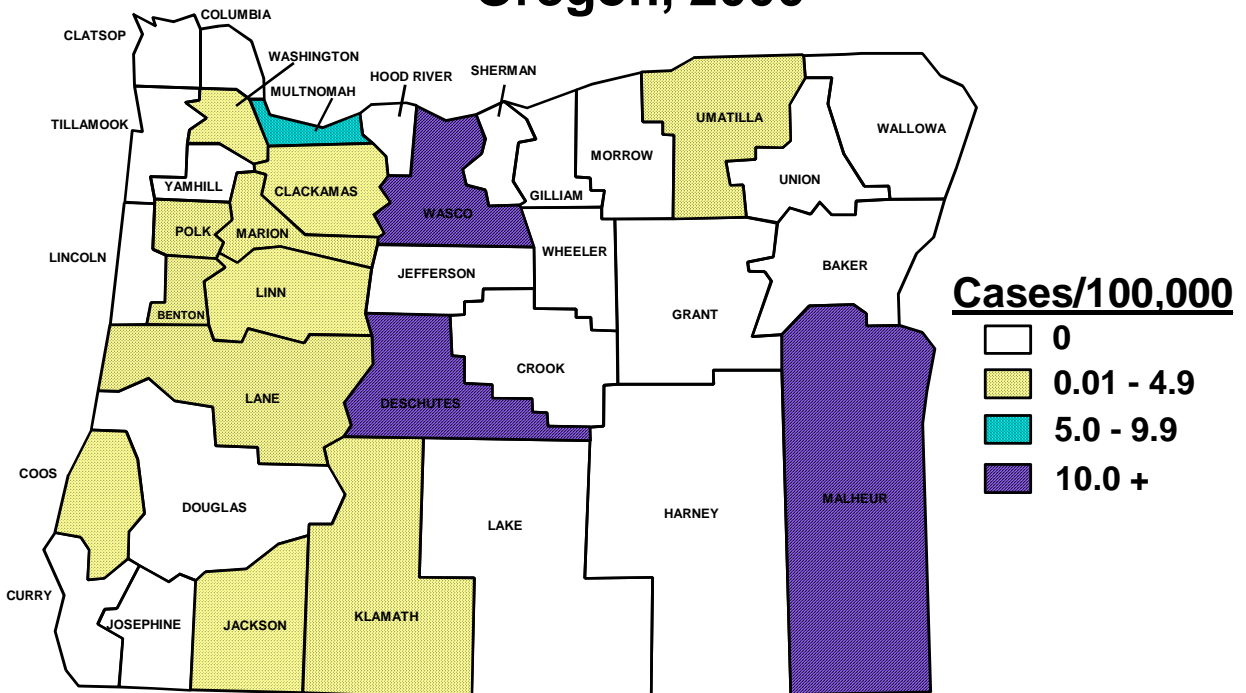 COLUMBIA
CLATSOP
WASHINGTON
HOOD RIVER
SHERMAN
MULTNOMAH
TILLAMOOK
UMATILLA
WALLOWA
MORROW
UNION
YAMHILL
CLACKAMAS
GILLIAM
WASCO
POLK
MARION
LINCOLN
WHEELER
JEFFERSON
BAKER
LINN
BENTON
GRANT
CROOK
LANE
DESCHUTES
COOS
DOUGLAS
LAKE
HARNEY
MALHEUR
CURRY
JOSEPHINE
JACKSON
KLAMATH
Cases/100,000
0
0.01 - 4.9
5.0 - 9.9
10.0 +